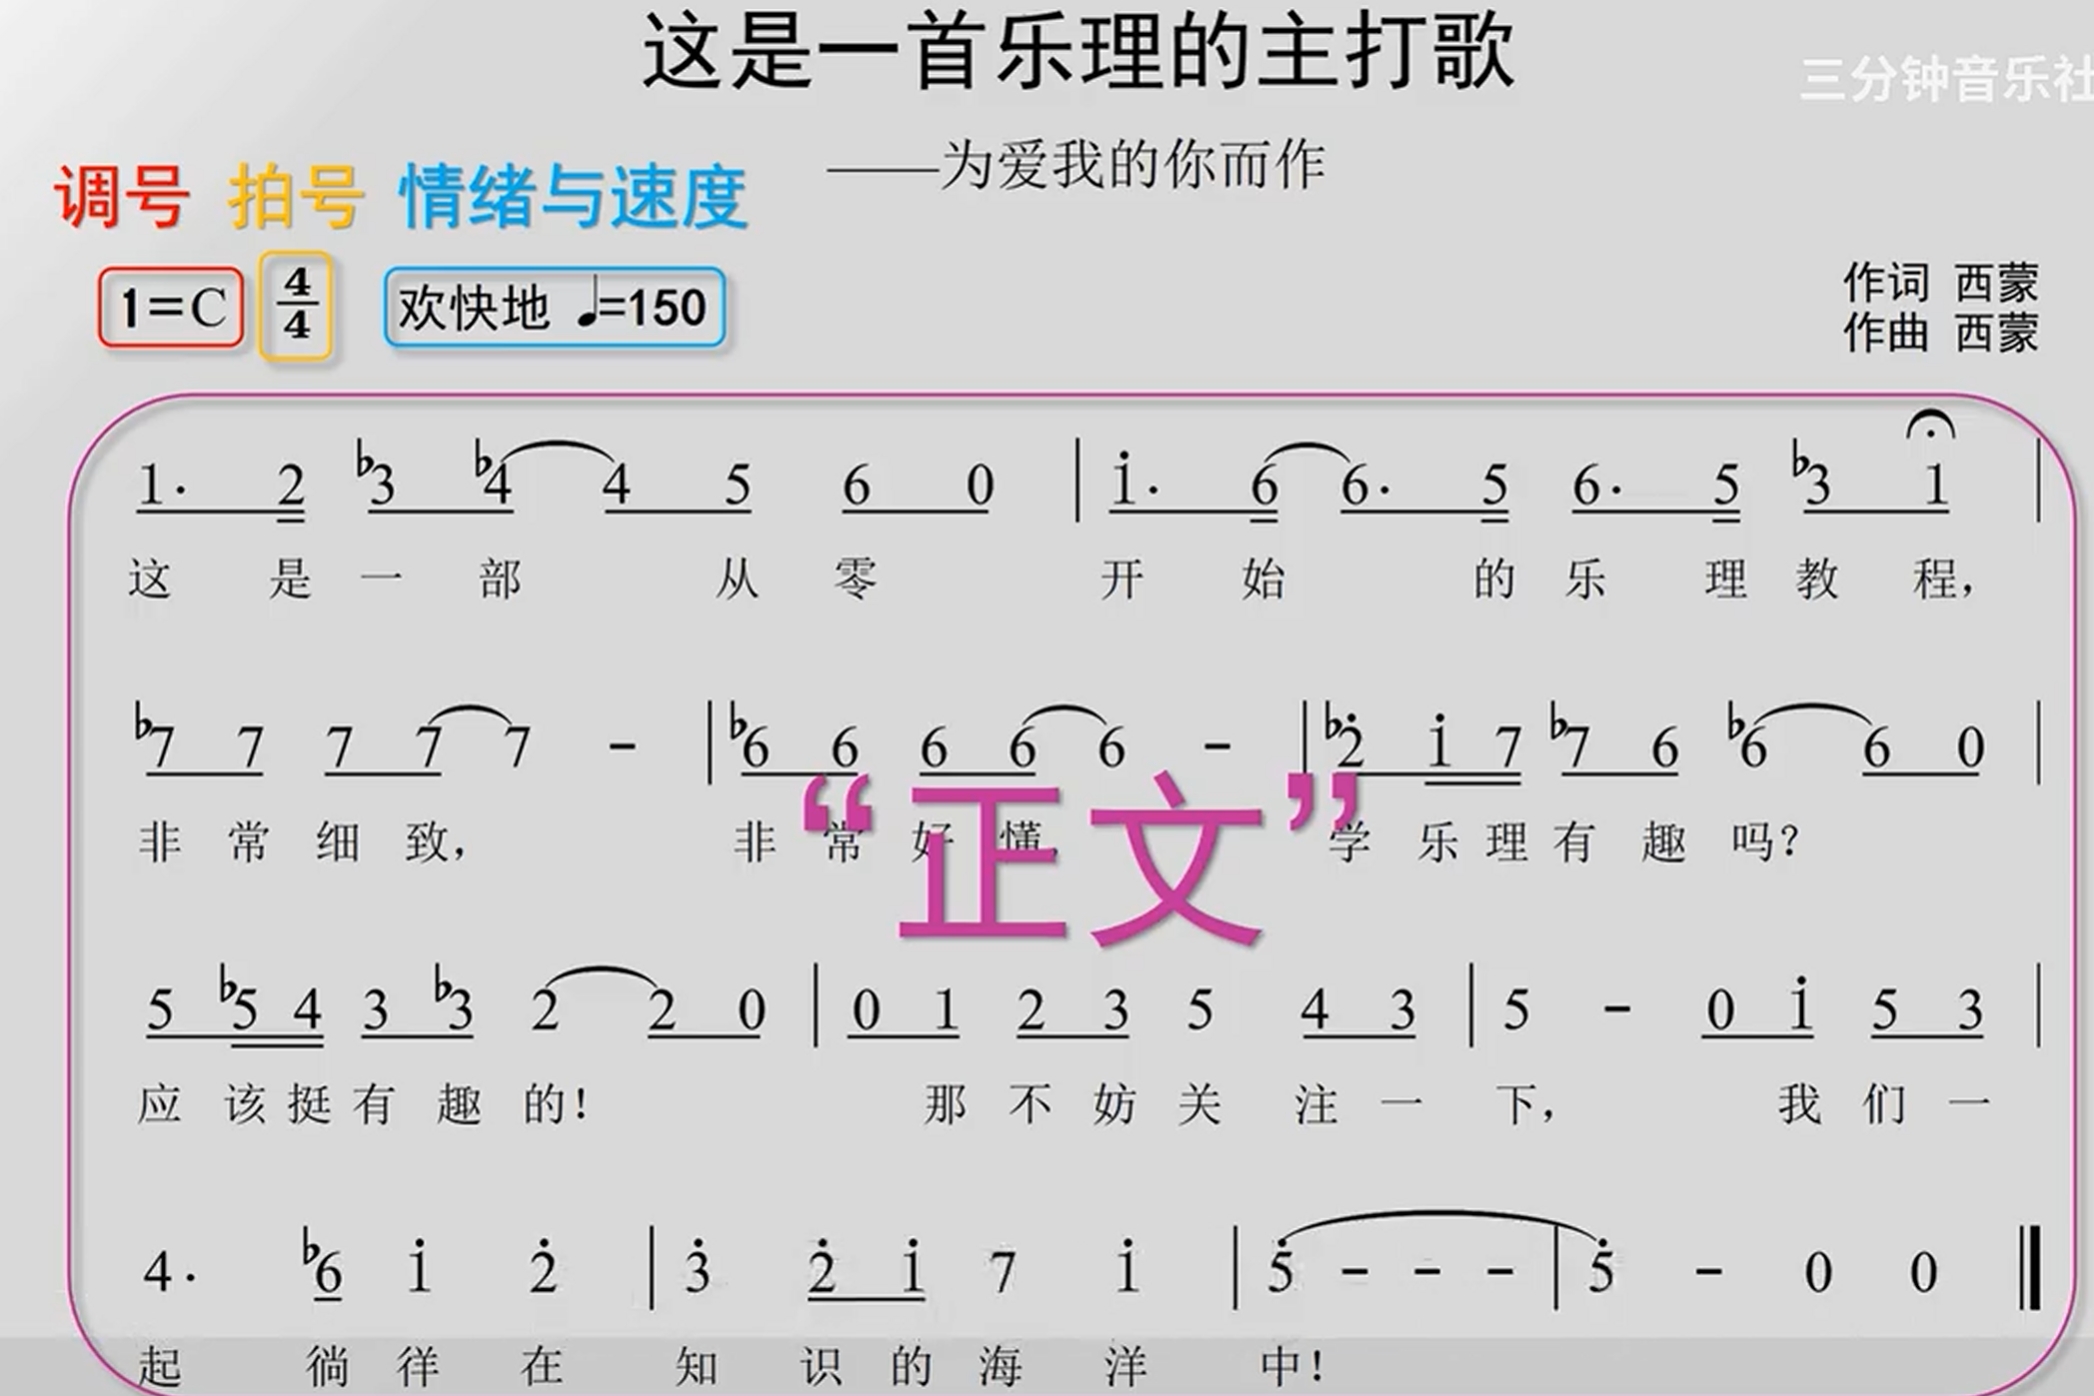 这是一首乐理的主打歌
三分钟音乐社
——为爱我的你而作
调号 拍号 情绪与速度
1=C 4/4 欢快地 ♩=150
作词 西蒙
作曲 西蒙
1· 2 ♭3 ♭4 4 5 6 0 | i· 6 6· 5 6· 5 ♭3 1 |
这 是 一 部 从 零 开 始 的 乐 理 教 程，
♭7 7 7 7 7 - | ♭6 6 6 6 6 - | ♭2̇ i 7 ♭7 6 ♭6 6 0 |
非 常 细 致， 非 常 好 懂， 学 乐 理 有 趣 吗？
“正文”
5 ♭5 4 3 ♭3 2 2 0 | 0 1 2 3 5 4 3 | 5 - 0 i 5 3 |
应 该 挺 有 趣 的！ 那 不 妨 关 注 一 下， 我 们 一
4· ♭6 i 2̇ | 3̇ 2̇ i 7 i | 5̇ - - - | 5̇ - 0 0 ‖
起 徜 徉 在 知 识 的 海 洋 中！